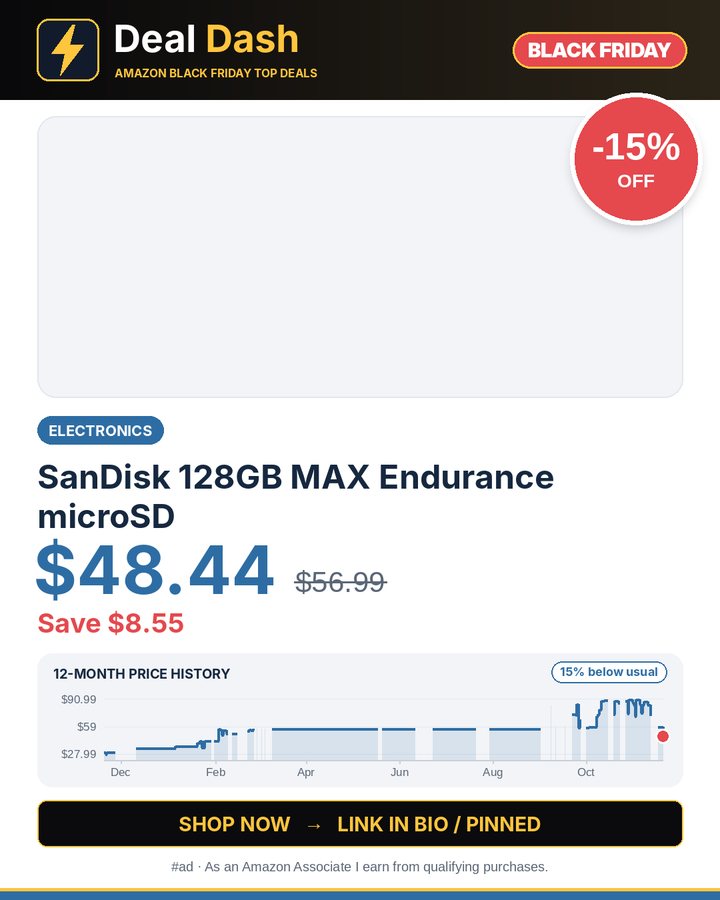 Deal Dash
AMAZON BLACK FRIDAY TOP DEALS
BLACK FRIDAY
-15%
OFF
ELECTRONICS
SanDisk 128GB MAX Endurance
microSD
$48.44 $56.99
Save $8.55
12-MONTH PRICE HISTORY
15% below usual
$90.99
$59
$27.99
Dec Feb Apr Jun Aug Oct
SHOP NOW → LINK IN BIO / PINNED
#ad · As an Amazon Associate I earn from qualifying purchases.